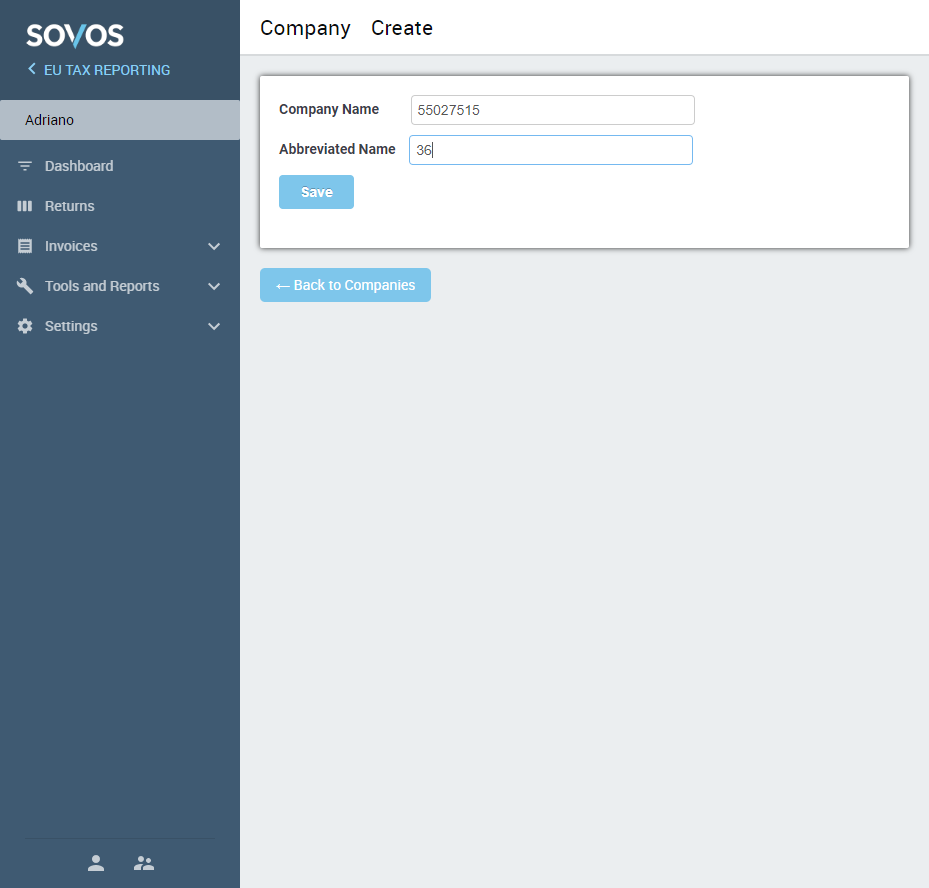 SOVOS
EU TAX REPORTING
Adriano
Dashboard
Returns
Invoices
Tools and Reports
Settings
Company Create
Company Name 55027515
Abbreviated Name 36
Save
← Back to Companies